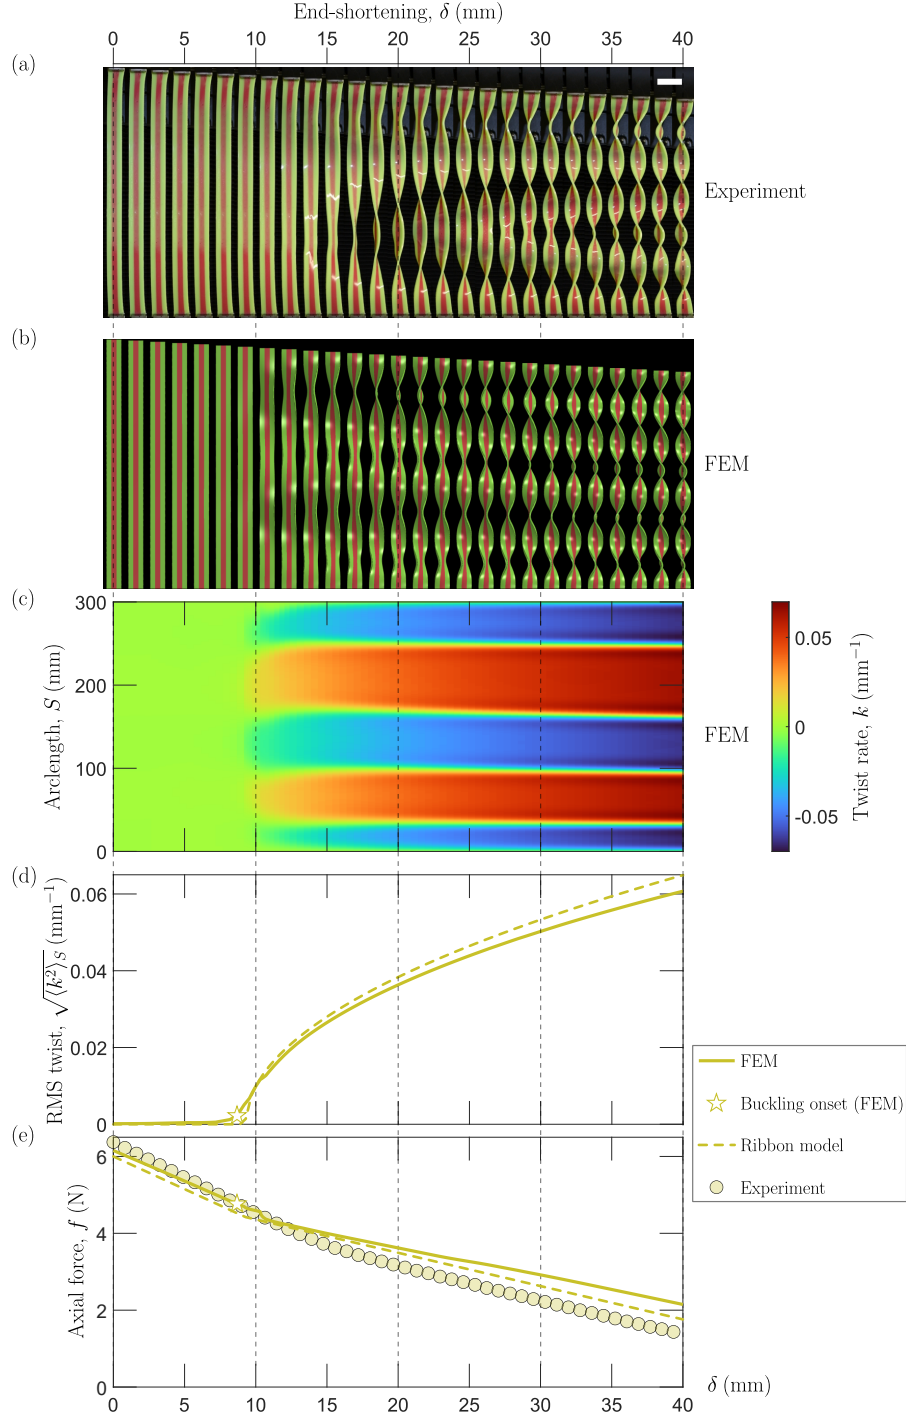 End-shortening, δ (mm)
0 5 10 15 20 25 30 35 40
(a)
Experiment
(b)
FEM
(c)
300
200
100
0
Arclength, S (mm)
FEM
0.05
0
-0.05
Twist rate, k (mm⁻¹)
(d)
0.06
0.04
0.02
0
RMS twist, √⟨k²⟩_S (mm⁻¹)
FEM
Buckling onset (FEM)
Ribbon model
Experiment
(e)
6
4
2
0
Axial force, f (N)
0 5 10 15 20 25 30 35 40
δ (mm)